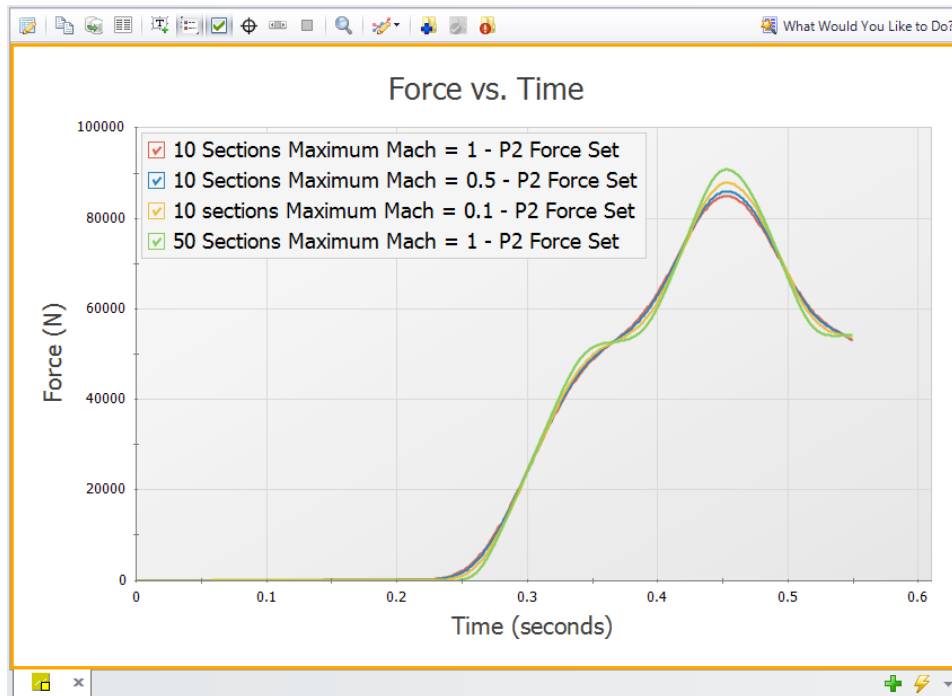 What Would You Like to Do?
Force vs. Time
100000
10 Sections Maximum Mach = 1 - P2 Force Set
10 Sections Maximum Mach = 0.5 - P2 Force Set
10 sections Maximum Mach = 0.1 - P2 Force Set
50 Sections Maximum Mach = 1 - P2 Force Set
80000
60000
40000
20000
0
Force (N)
0 0.1 0.2 0.3 0.4 0.5 0.6
Time (seconds)